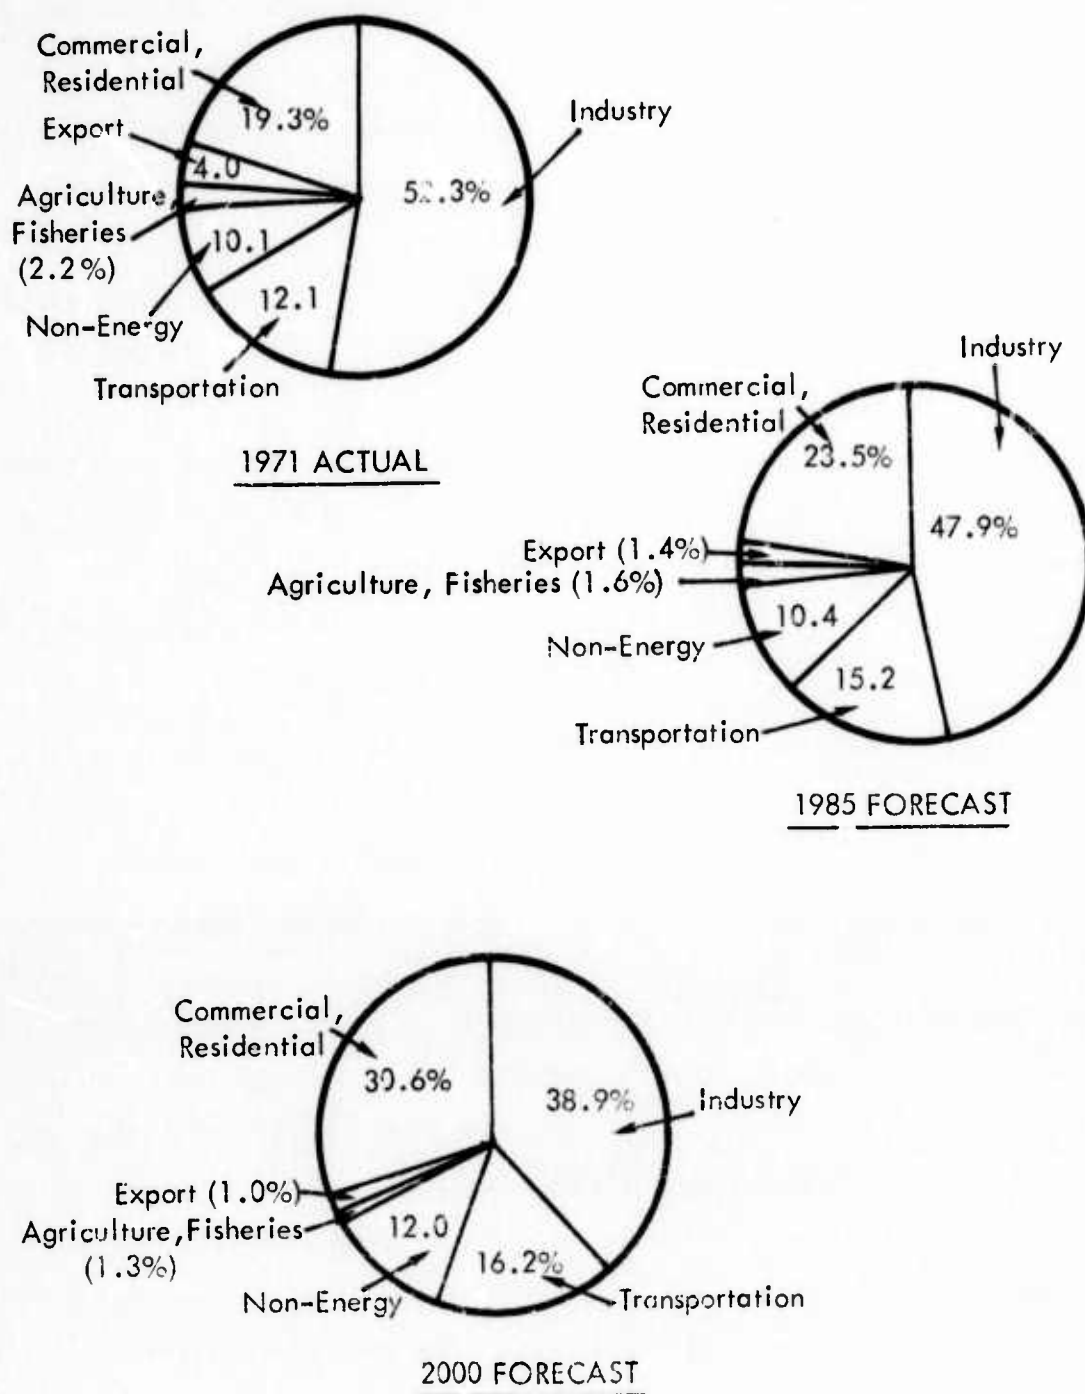 Commercial,
Residential
19.3%
Export
4.0
Agriculture,
Fisheries
(2.2%)
10.1
Non-Energy
12.1
Transportation
Industry
52.3%
1971 ACTUAL
Industry
Commercial,
Residential
23.5%
47.9%
Export (1.4%)
Agriculture, Fisheries (1.6%)
10.4
Non-Energy
15.2
Transportation
1985 FORECAST
Commercial,
Residential
30.6%
38.9%
Industry
Export (1.0%)
Agriculture, Fisheries
(1.3%)
12.0
Non-Energy
16.2%
Transportation
2000 FORECAST